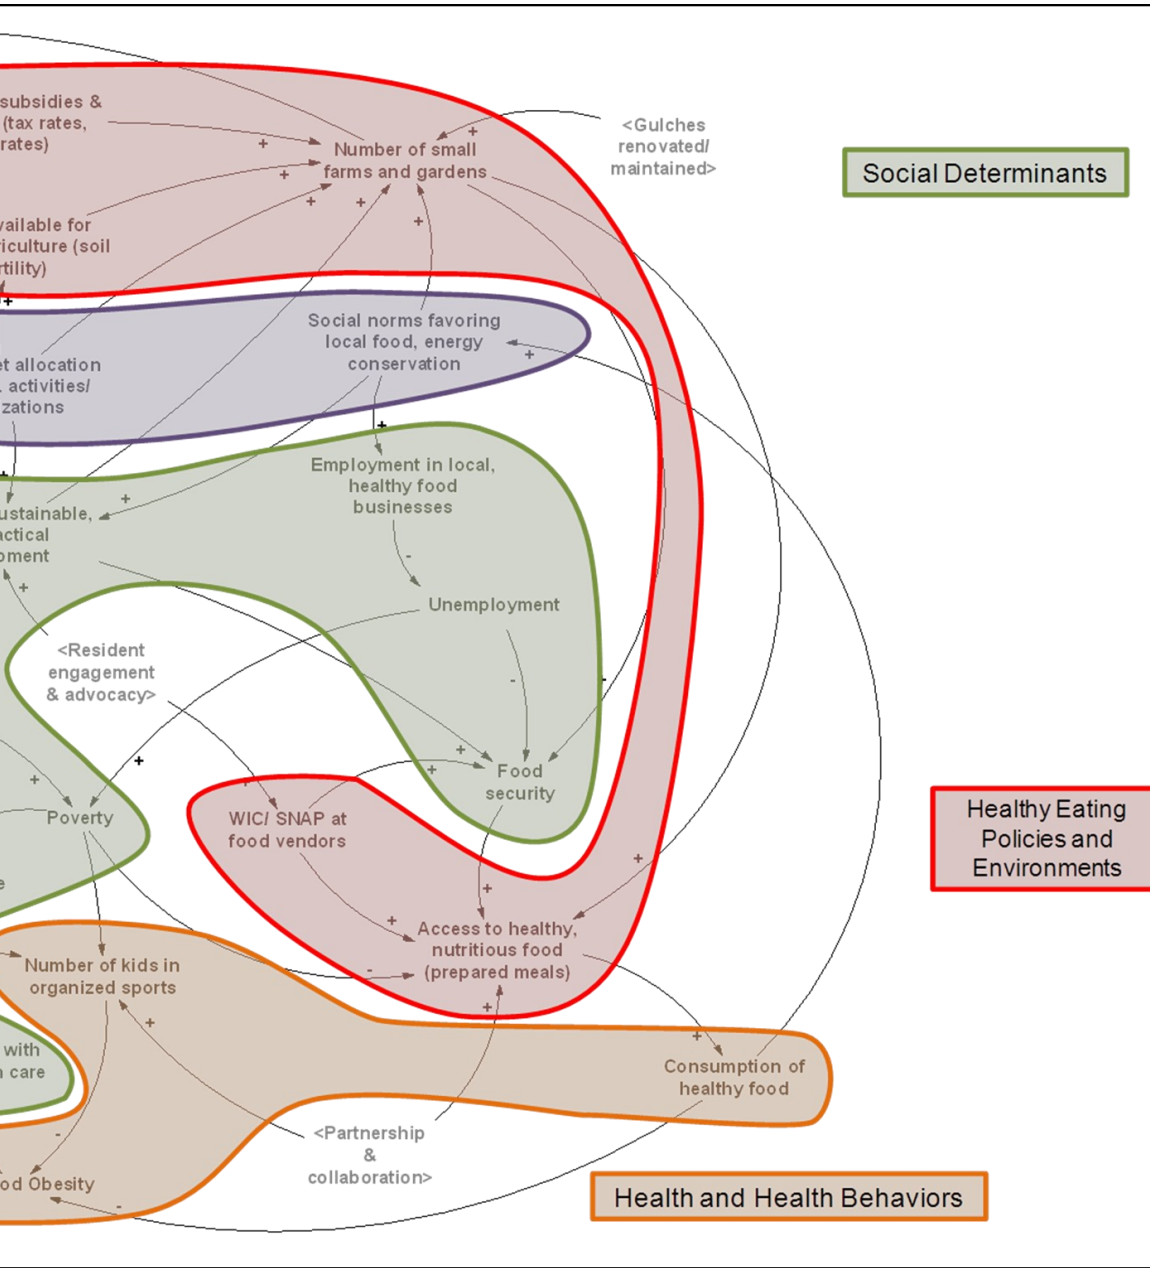 subsidies &
(tax rates,
rates)
Number of small
farms and gardens
<Gulches
renovated/
maintained>
Social Determinants
vailable for
riculture (soil
rtility)
Social norms favoring
local food, energy
conservation
et allocation
. activities/
zations
Employment in local,
healthy food
businesses
ustainable,
actical
oment
Unemployment
<Resident
engagement
& advocacy>
Food
security
Poverty
WIC/ SNAP at
food vendors
Healthy Eating
Policies and
Environments
e
Access to healthy,
nutritious food
(prepared meals)
Number of kids in
organized sports
with
n care
Consumption of
healthy food
<Partnership
&
collaboration>
od Obesity
Health and Health Behaviors